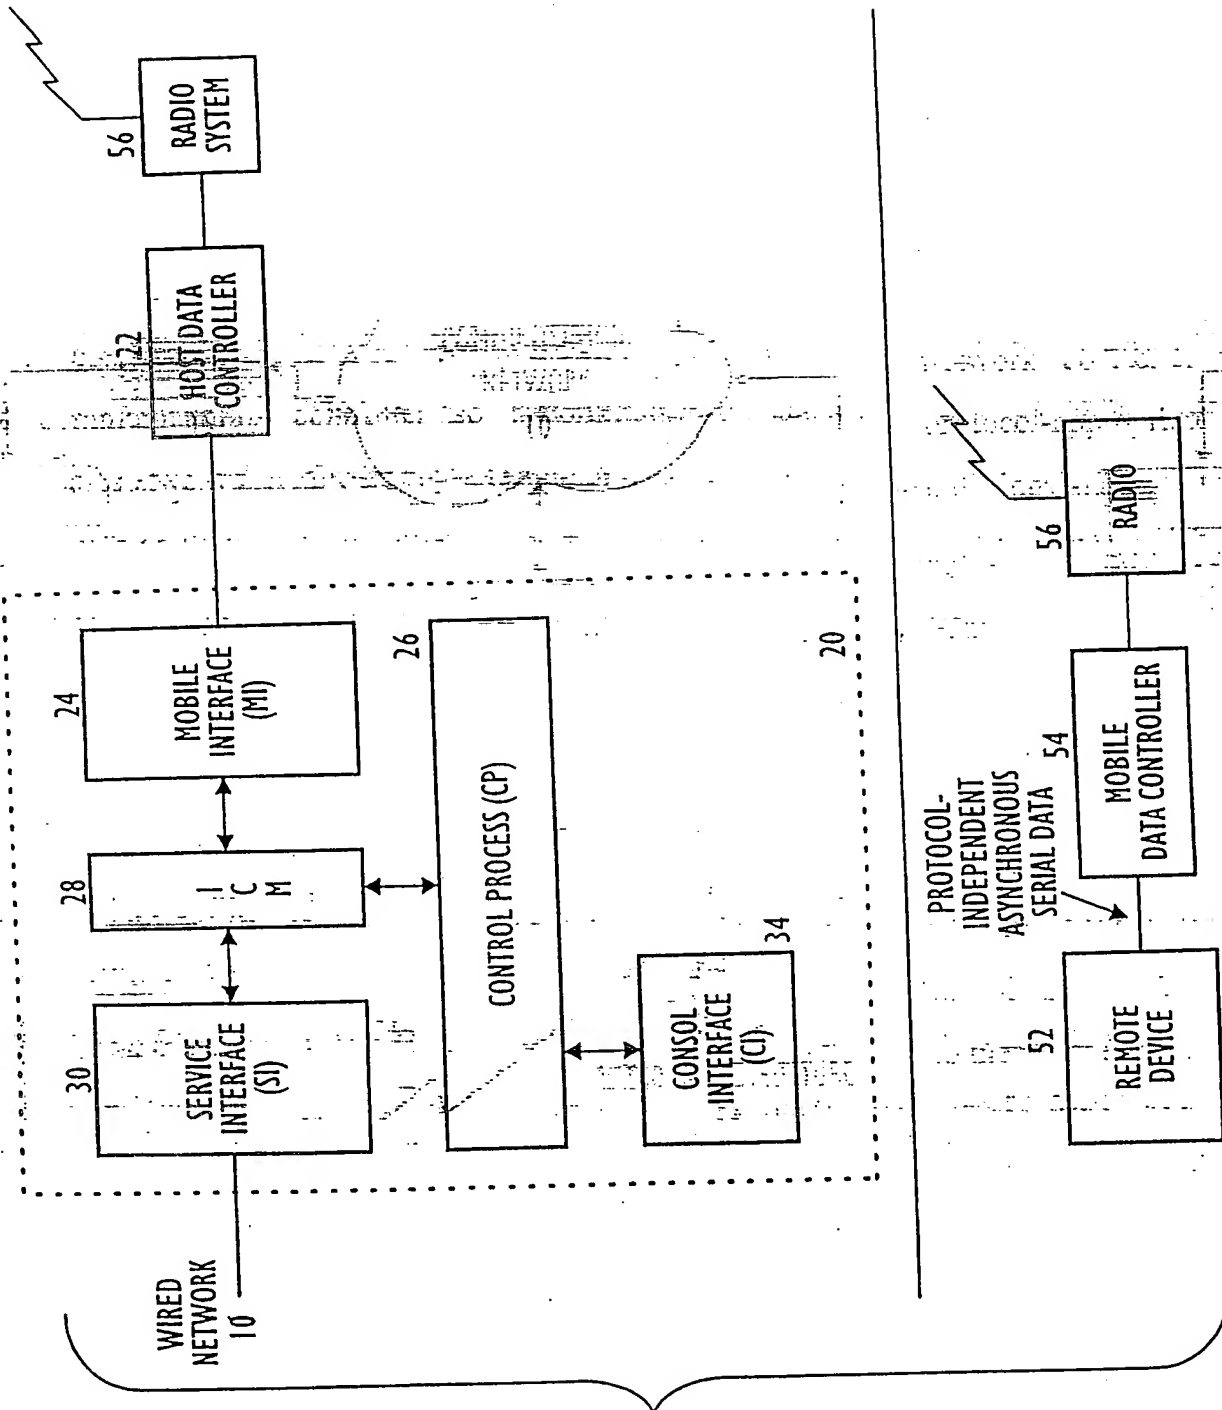 56
RADIO
SYSTEM
22
HOST DATA
CONTROLLER
24
MOBILE
INTERFACE
(MI)
28
I
C
M
30
SERVICE
INTERFACE
(SI)
WIRED
NETWORK
10
26
CONTROL PROCESS (CP)
34
CONSOL
INTERFACE
(CI)
20
56
RADIO
54
MOBILE
DATA CONTROLLER
PROTOCOL-
INDEPENDENT
ASYNCHRONOUS
SERIAL DATA
52
REMOTE
DEVICE